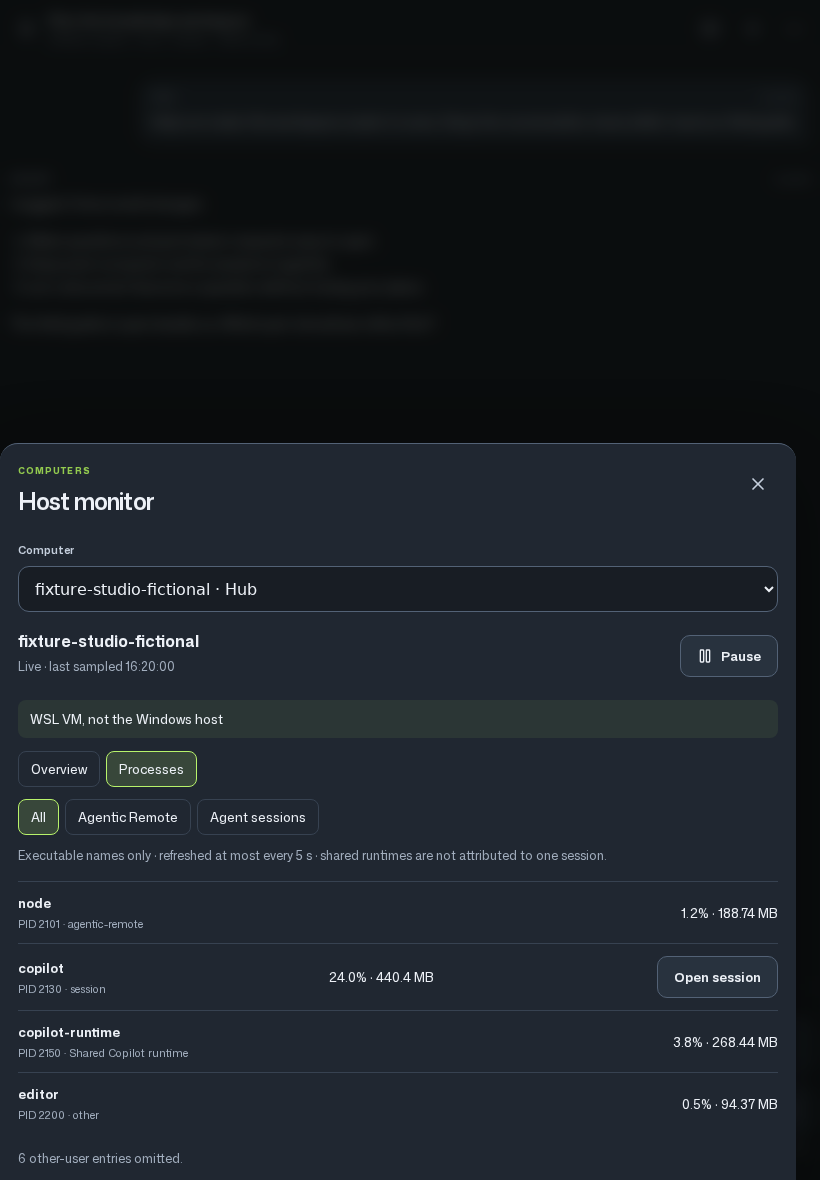 COMPUTERS
Host monitor
Computer
fixture-studio-fictional · Hub
fixture-studio-fictional
Live · last sampled 16:20:00
Pause
WSL VM, not the Windows host
Overview
Processes
All
Agentic Remote
Agent sessions
Executable names only · refreshed at most every 5 s · shared runtimes are not attributed to one session.
node
PID 2101 · agentic-remote
1.2% · 188.74 MB
copilot
PID 2130 · session
24.0% · 440.4 MB
Open session
copilot-runtime
PID 2150 · Shared Copilot runtime
3.8% · 268.44 MB
editor
PID 2200 · other
0.5% · 94.37 MB
6 other-user entries omitted.